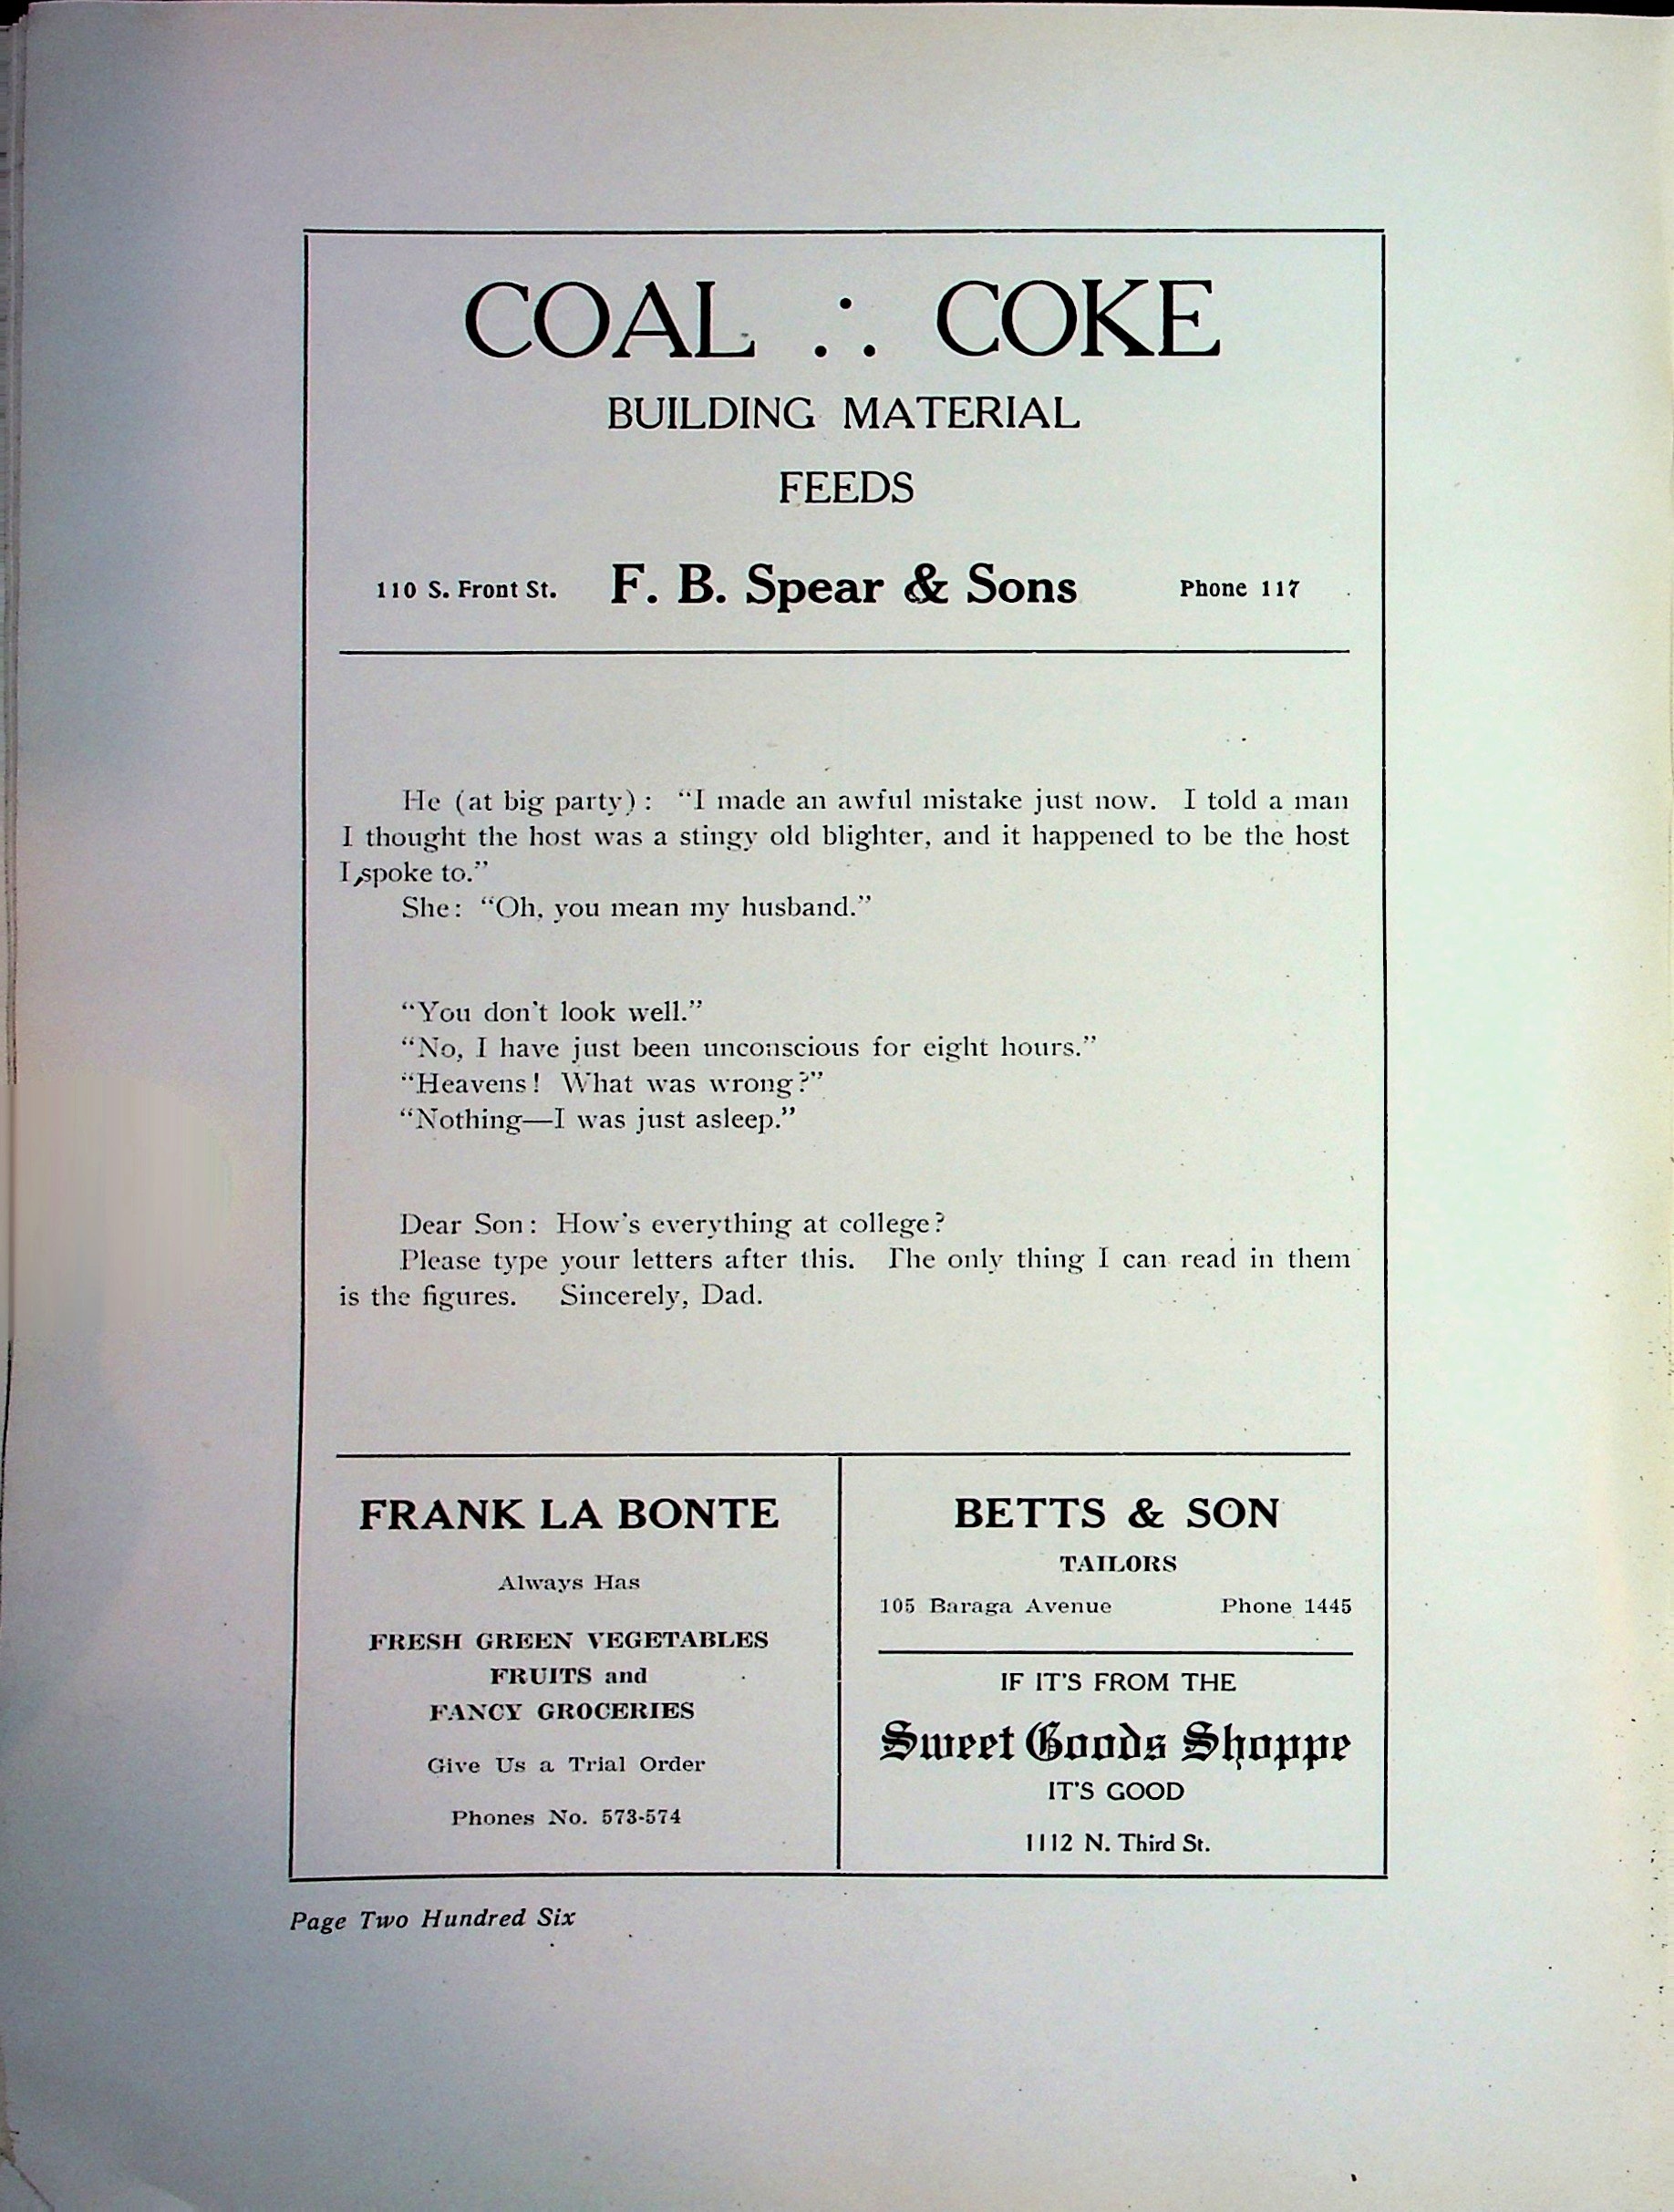 COAL ∴ COKE
BUILDING MATERIAL
FEEDS
110 S. Front St. F. B. Spear & Sons Phone 117
He (at big party): "I made an awful mistake just now. I told a man
I thought the host was a stingy old blighter, and it happened to be the host
I spoke to."
She: "Oh, you mean my husband."
"You don't look well."
"No, I have just been unconscious for eight hours."
"Heavens! What was wrong?"
"Nothing—I was just asleep."
Dear Son: How's everything at college?
Please type your letters after this. The only thing I can read in them
is the figures. Sincerely, Dad.
FRANK LA BONTE
Always Has
FRESH GREEN VEGETABLES
FRUITS and
FANCY GROCERIES
Give Us a Trial Order
Phones No. 573-574
BETTS & SON
TAILORS
105 Baraga Avenue Phone 1445
IF IT'S FROM THE
Sweet Goods Shoppe
IT'S GOOD
1112 N. Third St.
Page Two Hundred Six